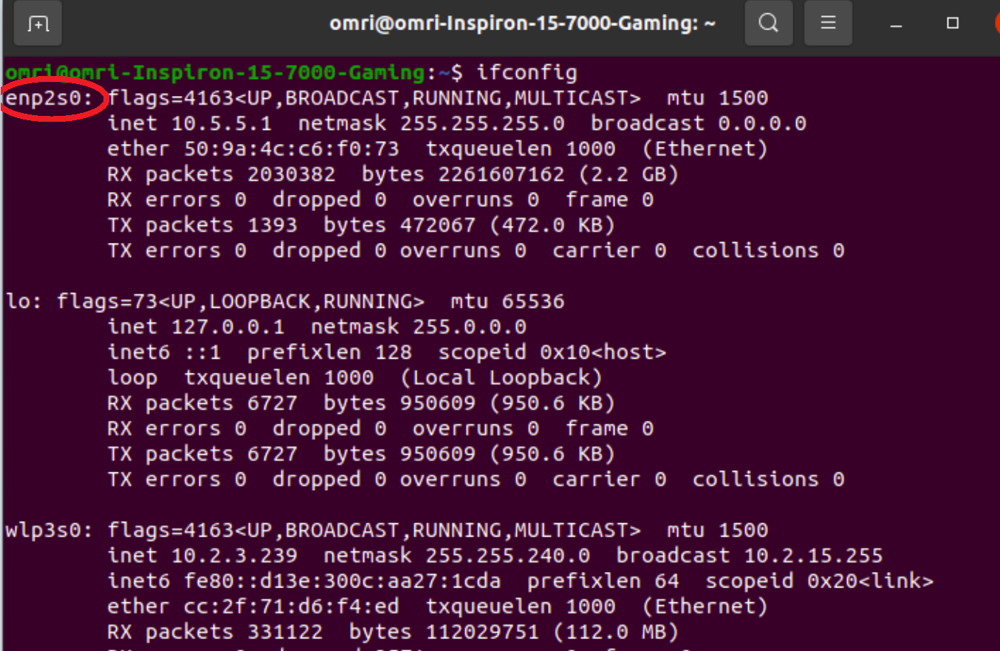 omri@omri-Inspiron-15-7000-Gaming: ~
omri@omri-Inspiron-15-7000-Gaming:~$ ifconfig
enp2s0: flags=4163<UP,BROADCAST,RUNNING,MULTICAST>  mtu 1500
        inet 10.5.5.1  netmask 255.255.255.0  broadcast 0.0.0.0
        ether 50:9a:4c:c6:f0:73  txqueuelen 1000  (Ethernet)
        RX packets 2030382  bytes 2261607162 (2.2 GB)
        RX errors 0  dropped 0  overruns 0  frame 0
        TX packets 1393  bytes 472067 (472.0 KB)
        TX errors 0  dropped 0 overruns 0  carrier 0  collisions 0
lo: flags=73<UP,LOOPBACK,RUNNING>  mtu 65536
        inet 127.0.0.1  netmask 255.0.0.0
        inet6 ::1  prefixlen 128  scopeid 0x10<host>
        loop  txqueuelen 1000  (Local Loopback)
        RX packets 6727  bytes 950609 (950.6 KB)
        RX errors 0  dropped 0  overruns 0  frame 0
        TX packets 6727  bytes 950609 (950.6 KB)
        TX errors 0  dropped 0 overruns 0  carrier 0  collisions 0
wlp3s0: flags=4163<UP,BROADCAST,RUNNING,MULTICAST>  mtu 1500
        inet 10.2.3.239  netmask 255.255.240.0  broadcast 10.2.15.255
        inet6 fe80::d13e:300c:aa27:1cda  prefixlen 64  scopeid 0x20<link>
        ether cc:2f:71:d6:f4:ed  txqueuelen 1000  (Ethernet)
        RX packets 331122  bytes 112029751 (112.0 MB)